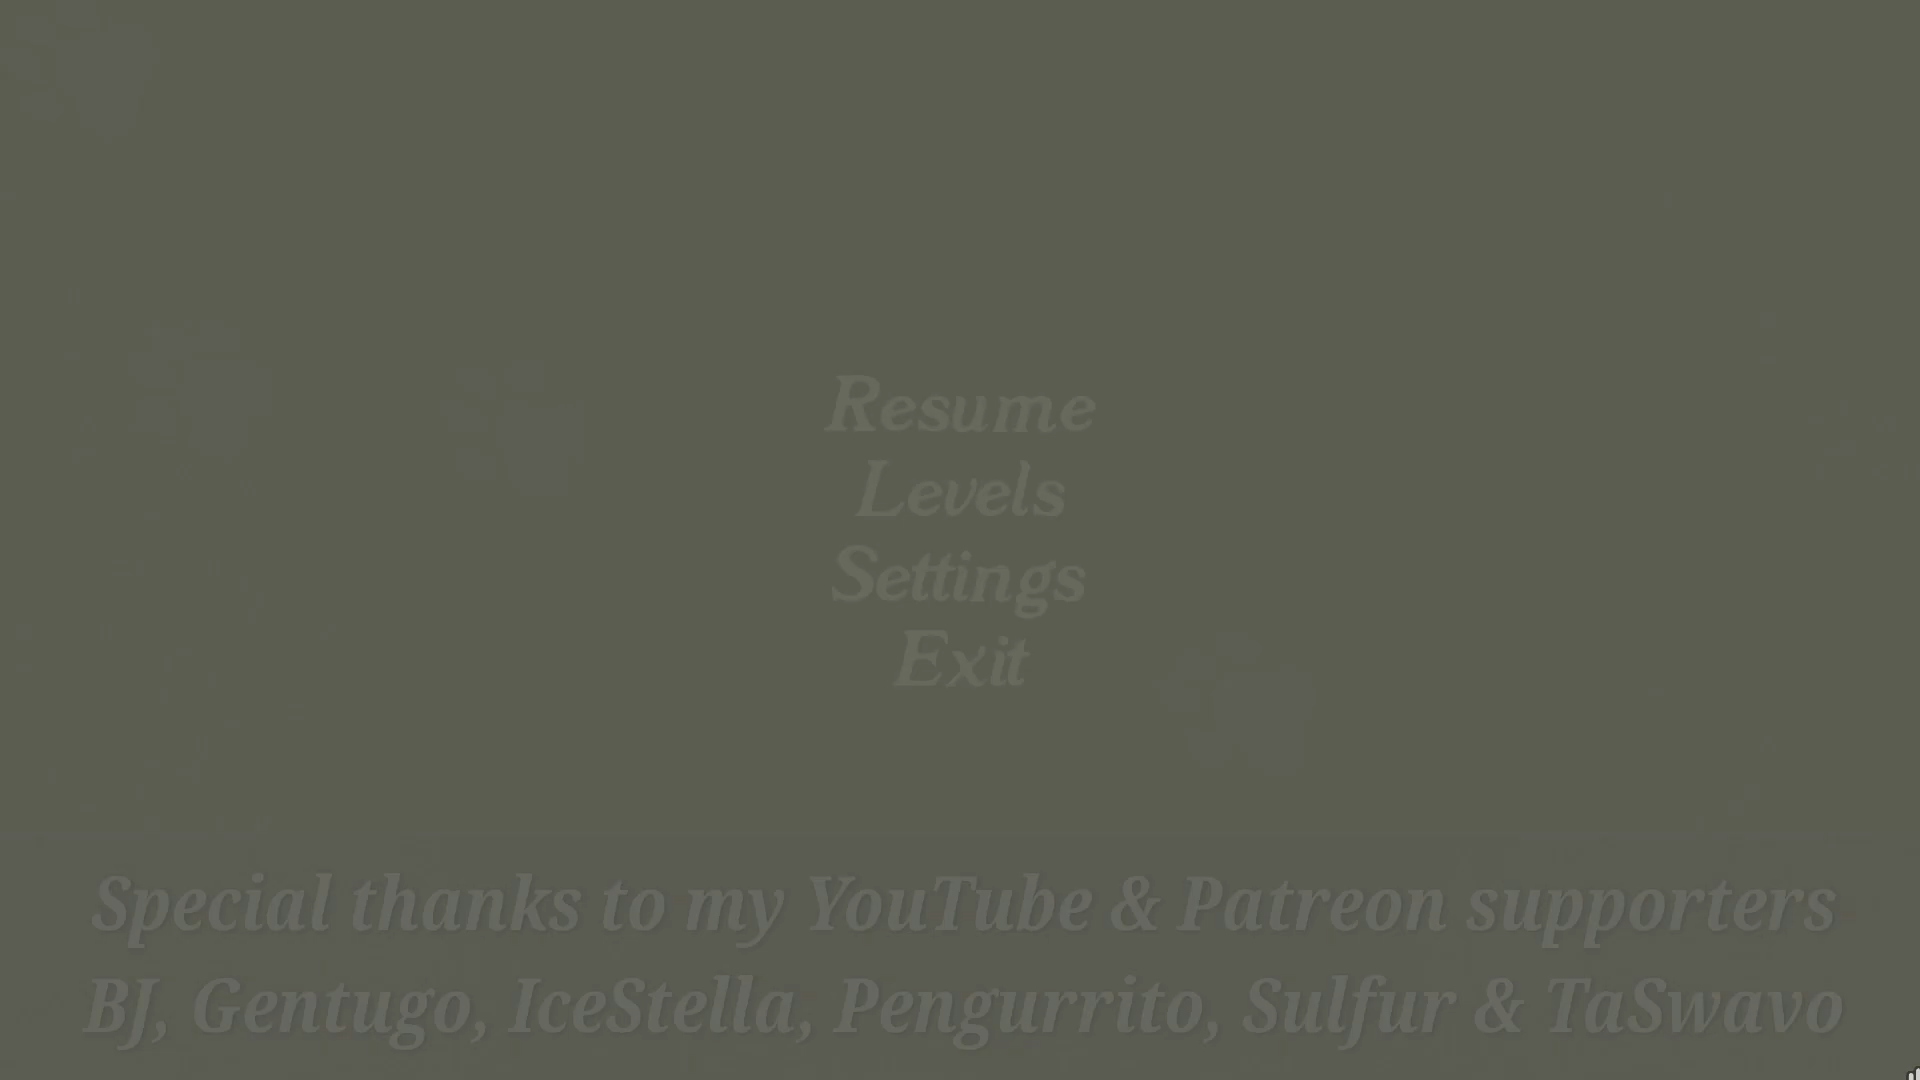 Resume
Levels
Settings
Exit
Special thanks to my YouTube & Patreon supporters
BJ, Gentugo, IceStella, Pengurrito, Sulfur & TaSwavo